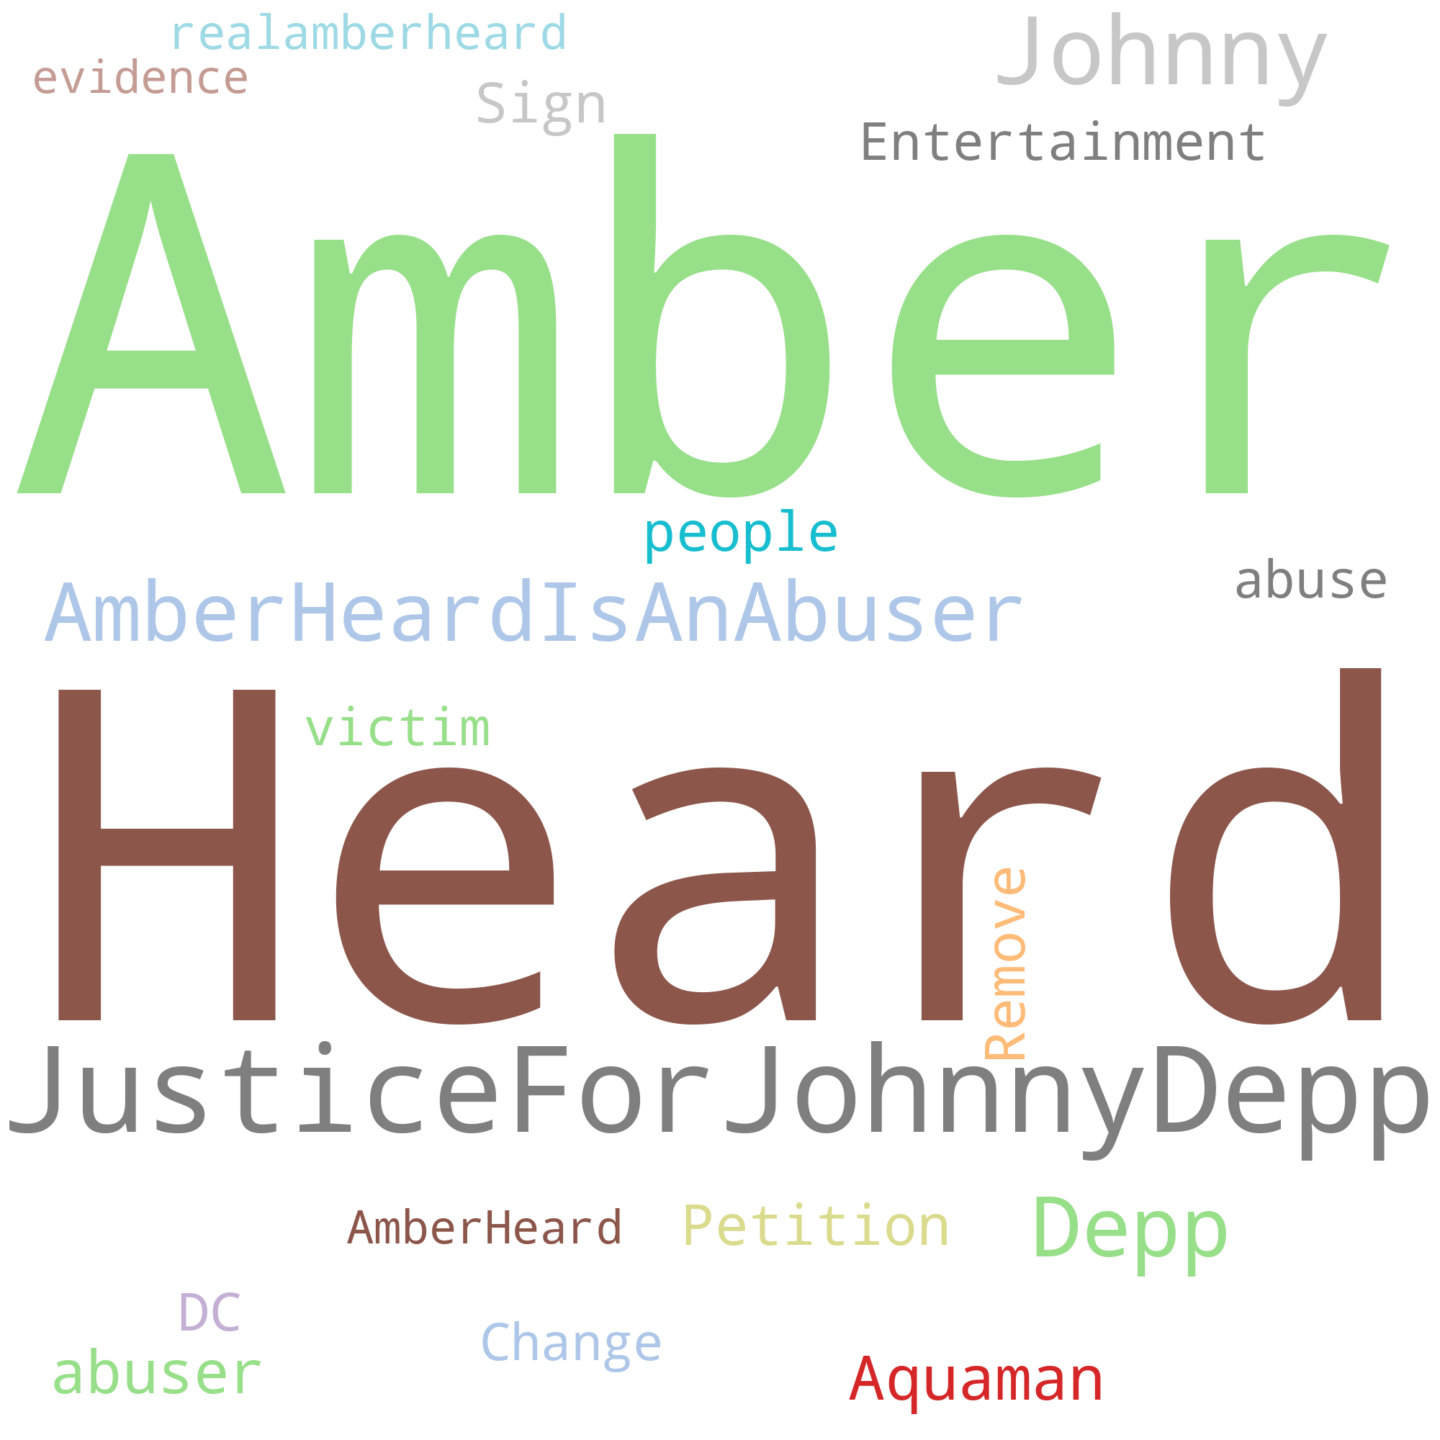 realamberheard
Johnny
evidence
Sign
Entertainment
Amber
people
abuse
AmberHeardIsAnAbuser
victim
Heard
Remove
JusticeForJohnnyDepp
AmberHeard
Petition
Depp
DC
Change
abuser
Aquaman